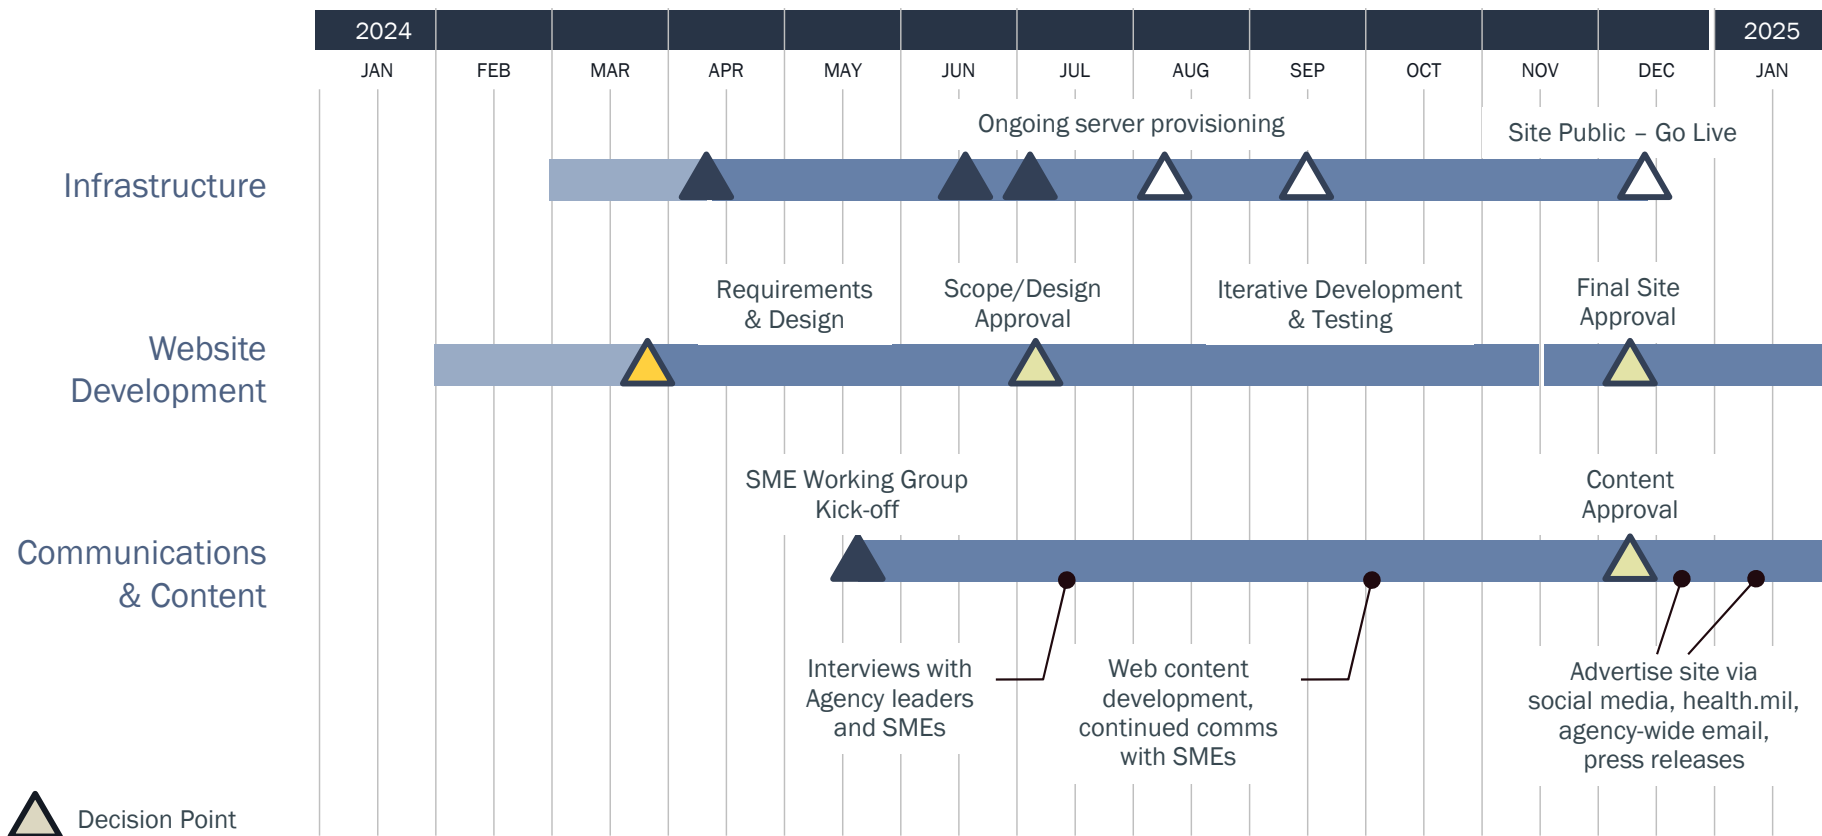 2024
2025
JAN
FEB
MAR
APR
MAY
JUN
JUL
AUG
SEP
OCT
NOV
DEC
JAN
Infrastructure
Ongoing server provisioning
Site Public – Go Live
Website
Development
Requirements
& Design
Scope/Design
Approval
Iterative Development
& Testing
Final Site
Approval
Communications
& Content
SME Working Group
Kick-off
Content
Approval
Interviews with
Agency leaders
and SMEs
Web content
development,
continued comms
with SMEs
Advertise site via
social media, health.mil,
agency-wide email,
press releases
Decision Point